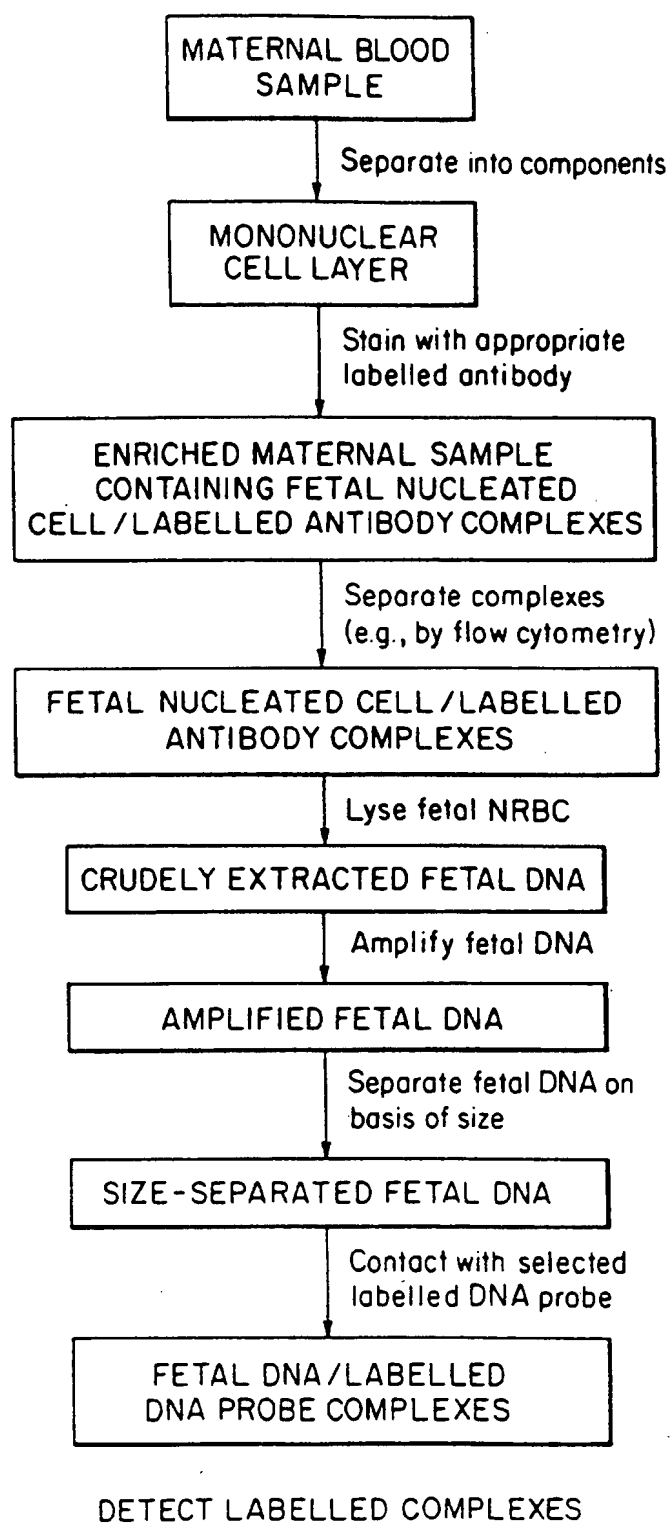 MATERNAL BLOOD
SAMPLE
Separate into components
MONONUCLEAR
CELL LAYER
Stain with appropriate
labelled antibody
ENRICHED MATERNAL SAMPLE
CONTAINING FETAL NUCLEATED
CELL/LABELLED ANTIBODY COMPLEXES
Separate complexes
(e.g., by flow cytometry)
FETAL NUCLEATED CELL/LABELLED
ANTIBODY COMPLEXES
Lyse fetal NRBC
CRUDELY EXTRACTED FETAL DNA
Amplify fetal DNA
AMPLIFIED FETAL DNA
Separate fetal DNA on
basis of size
SIZE-SEPARATED FETAL DNA
Contact with selected
labelled DNA probe
FETAL DNA/LABELLED
DNA PROBE COMPLEXES
DETECT LABELLED COMPLEXES